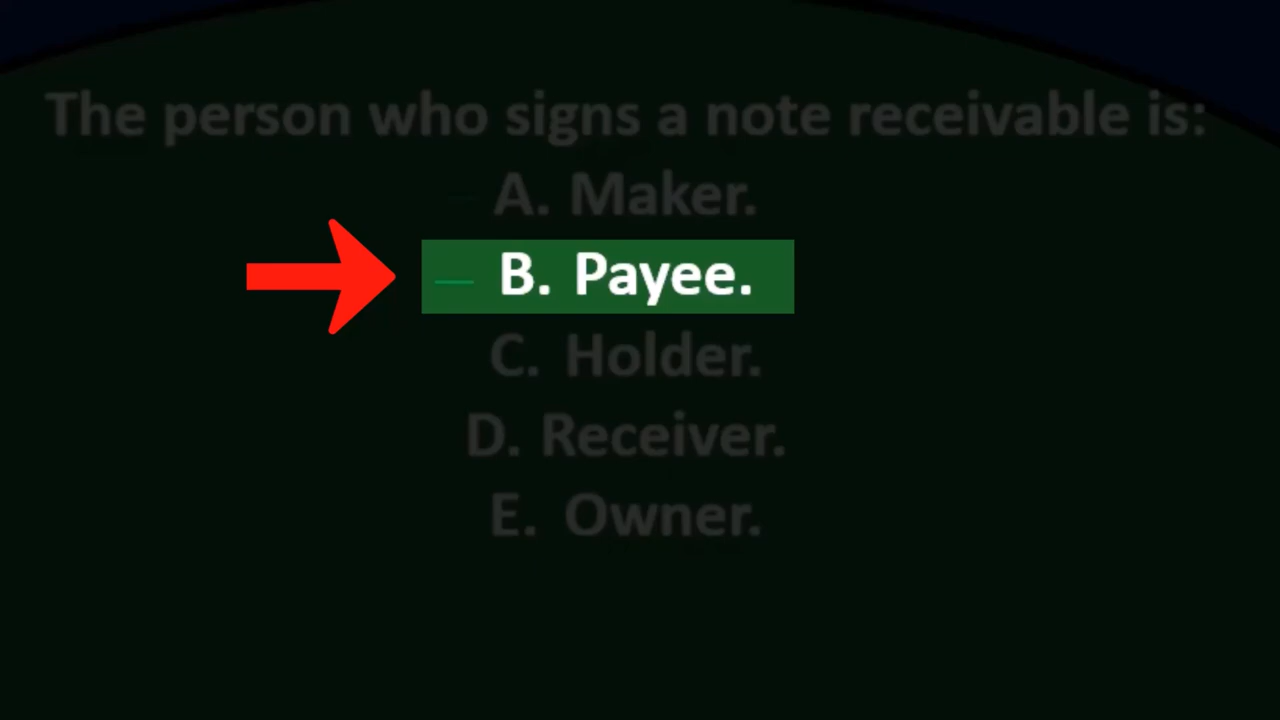 The person who signs a note receivable is:
A. Maker.
B. Payee.
C. Holder.
D. Receiver.
E. Owner.